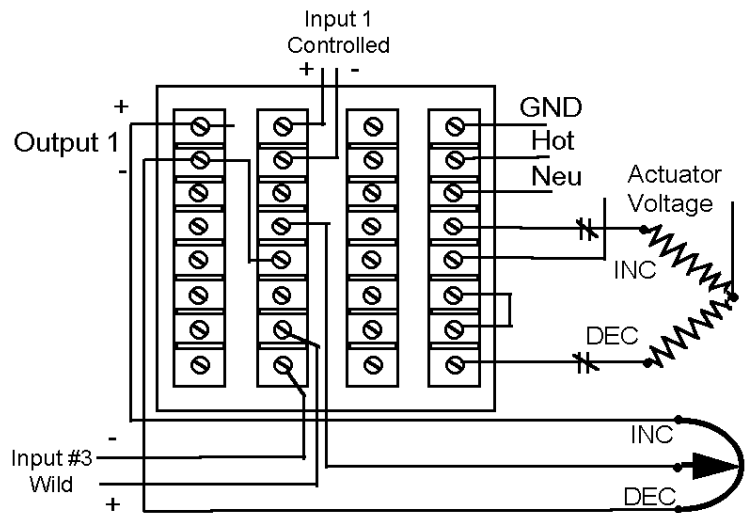 Input 1
Controlled
+ -
+
Output 1
-
GND
Hot
Neu
Actuator
Voltage
INC
DEC
INC
DEC
-
Input #3
Wild
+